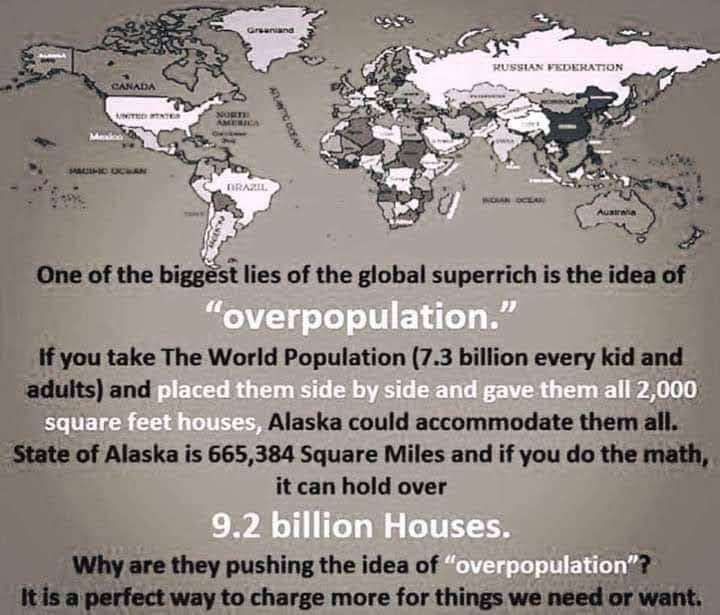 Greenland
RUSSIAN FEDERATION
CANADA
UNITED STATES
NORTH
AMERICA
ATLANTIC OCEAN
Mexico
PACIFIC OCEAN
BRAZIL
INDIAN OCEAN
Australia
One of the biggest lies of the global superrich is the idea of
“overpopulation.”
If you take The World Population (7.3 billion every kid and
adults) and placed them side by side and gave them all 2,000
square feet houses, Alaska could accommodate them all.
State of Alaska is 665,384 Square Miles and if you do the math,
it can hold over
9.2 billion Houses.
Why are they pushing the idea of “overpopulation”?
It is a perfect way to charge more for things we need or want.